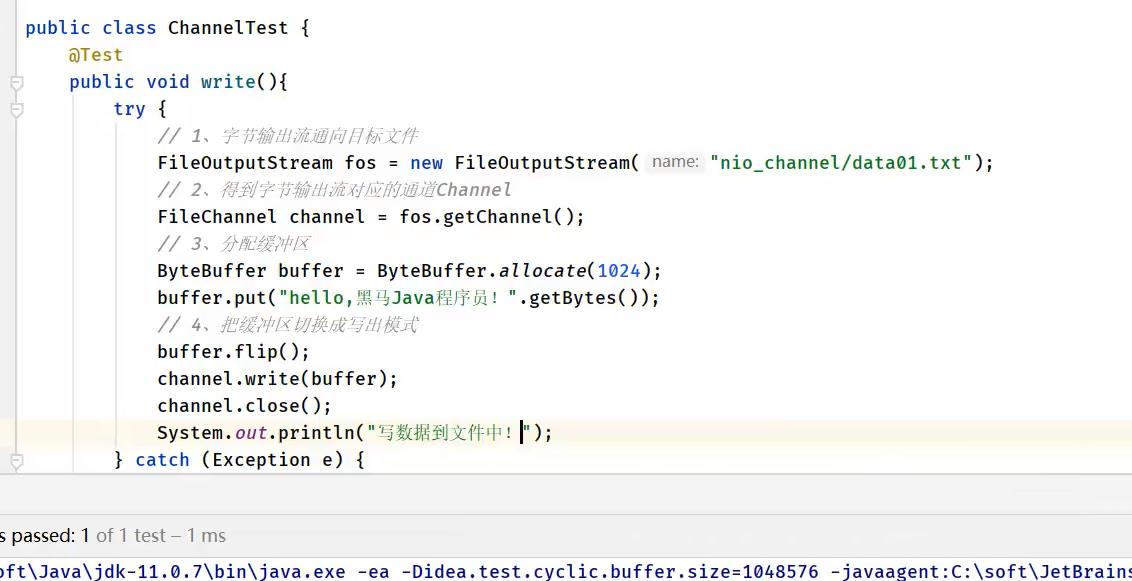 public class ChannelTest {
@Test
public void write(){
try {
// 1、字节输出流通向目标文件
FileOutputStream fos = new FileOutputStream( name: "nio_channel/data01.txt");
// 2、得到字节输出流对应的通道Channel
FileChannel channel = fos.getChannel();
// 3、分配缓冲区
ByteBuffer buffer = ByteBuffer.allocate(1024);
buffer.put("hello,黑马Java程序员！".getBytes());
// 4、把缓冲区切换成写出模式
buffer.flip();
channel.write(buffer);
channel.close();
System.out.println("写数据到文件中！");
} catch (Exception e) {
s passed: 1 of 1 test – 1 ms
oft\Java\jdk-11.0.7\bin\java.exe -ea -Didea.test.cyclic.buffer.size=1048576 -javaagent:C:\soft\JetBrains